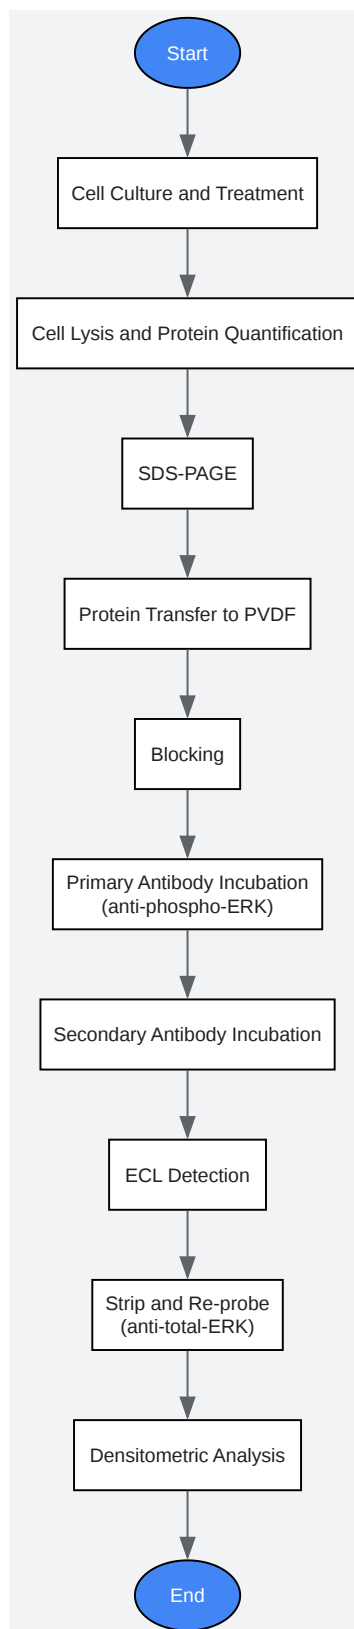 Start
Cell Culture and Treatment
Cell Lysis and Protein Quantification
SDS-PAGE
Protein Transfer to PVDF
Blocking
Primary Antibody Incubation
(anti-phospho-ERK)
Secondary Antibody Incubation
ECL Detection
Strip and Re-probe
(anti-total-ERK)
Densitometric Analysis
End